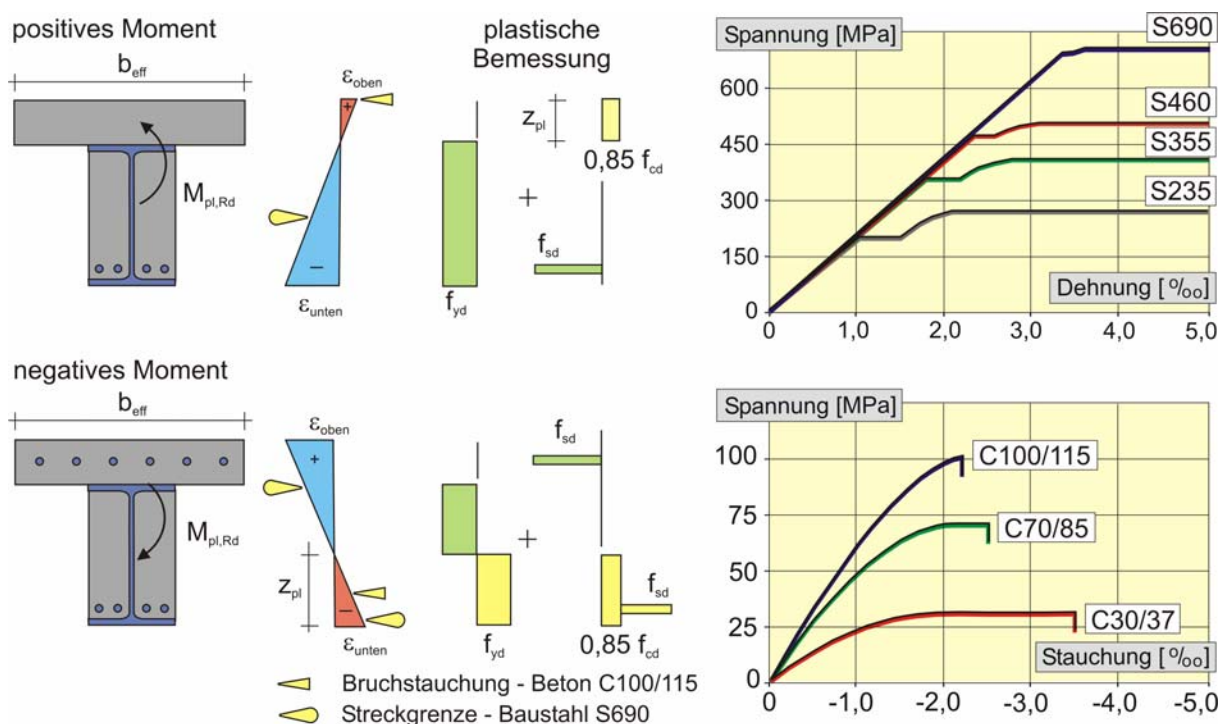 positives Moment
b_eff
M_pl,Rd
ε_oben
ε_unten
plastische
Bemessung
z_pl
0,85 f_cd
+
+
–
f_sd
f_yd
negatives Moment
b_eff
M_pl,Rd
ε_oben
+
z_pl
–
ε_unten
f_sd
+
f_sd
f_yd
0,85 f_cd
Bruchstauchung - Beton C100/115
Streckgrenze - Baustahl S690
Spannung [MPa]
S690
600
S460
450
S355
300
S235
150
Dehnung [ ‰ ]
0
0 1,0 2,0 3,0 4,0 5,0
Spannung [MPa]
100
C100/115
75
C70/85
50
25
C30/37
Stauchung [ ‰ ]
0
0 -1,0 -2,0 -3,0 -4,0 -5,0